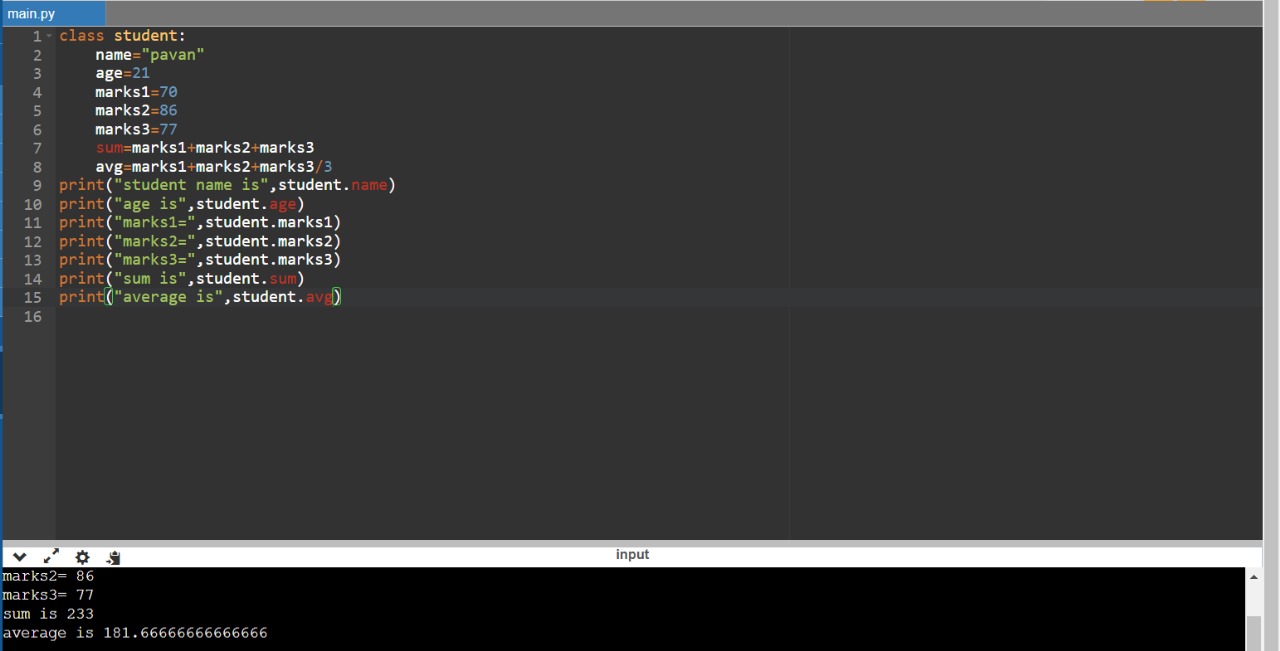 main.py
1 class student:
2     name="pavan"
3     age=21
4     marks1=70
5     marks2=86
6     marks3=77
7     sum=marks1+marks2+marks3
8     avg=marks1+marks2+marks3/3
9 print("student name is",student.name)
10 print("age is",student.age)
11 print("marks1=",student.marks1)
12 print("marks2=",student.marks2)
13 print("marks3=",student.marks3)
14 print("sum is",student.sum)
15 print("average is",student.avg)
16
input
marks2= 86
marks3= 77
sum is 233
average is 181.66666666666666